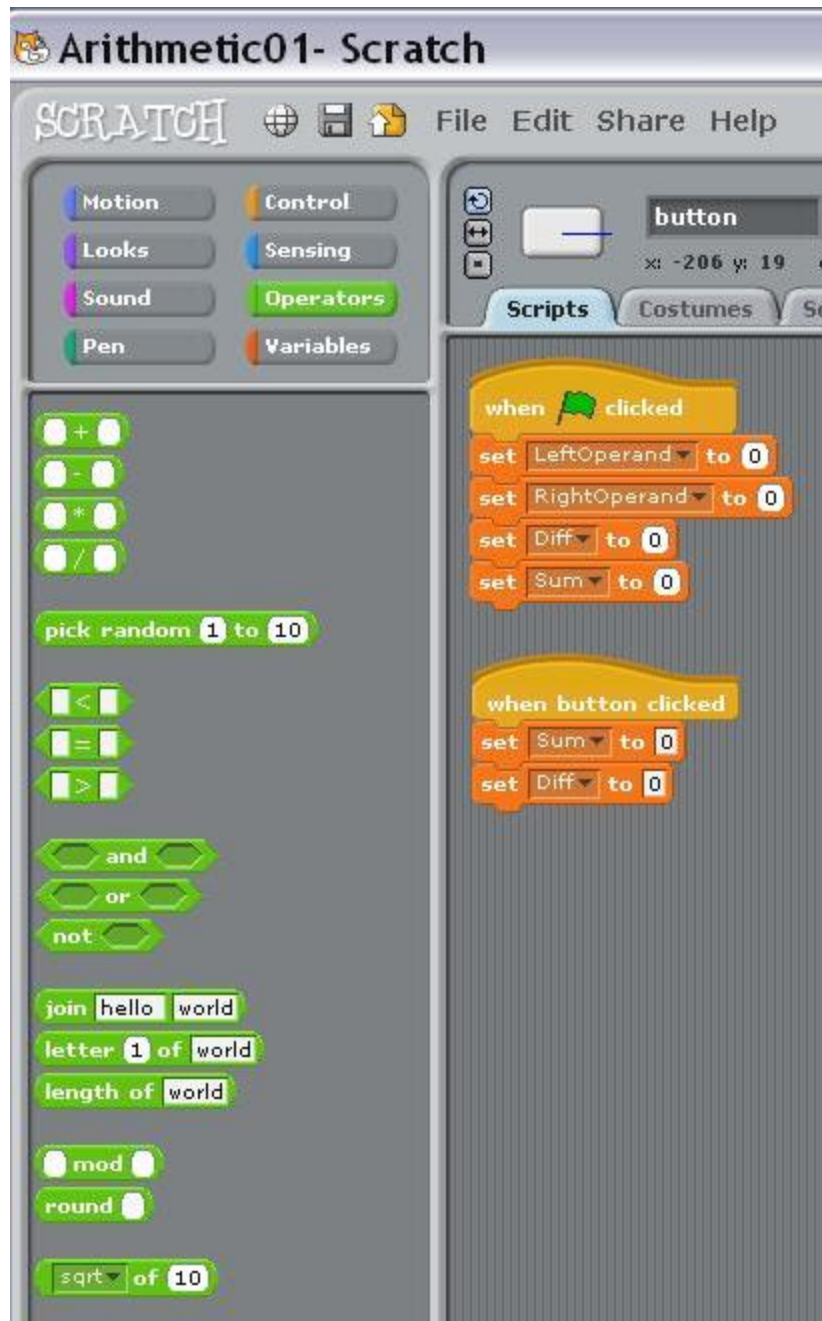 Arithmetic01- Scratch
SCRATCH File Edit Share Help
Motion Control
Looks Sensing
Sound Operators
Pen Variables
button
x: -206 y: 19
Scripts Costumes
+
-
*
/
pick random 1 to 10
<
=
>
and
or
not
join hello world
letter 1 of world
length of world
mod
round
sqrt of 10
when clicked
set LeftOperand to 0
set RightOperand to 0
set Diff to 0
set Sum to 0
when button clicked
set Sum to 0
set Diff to 0